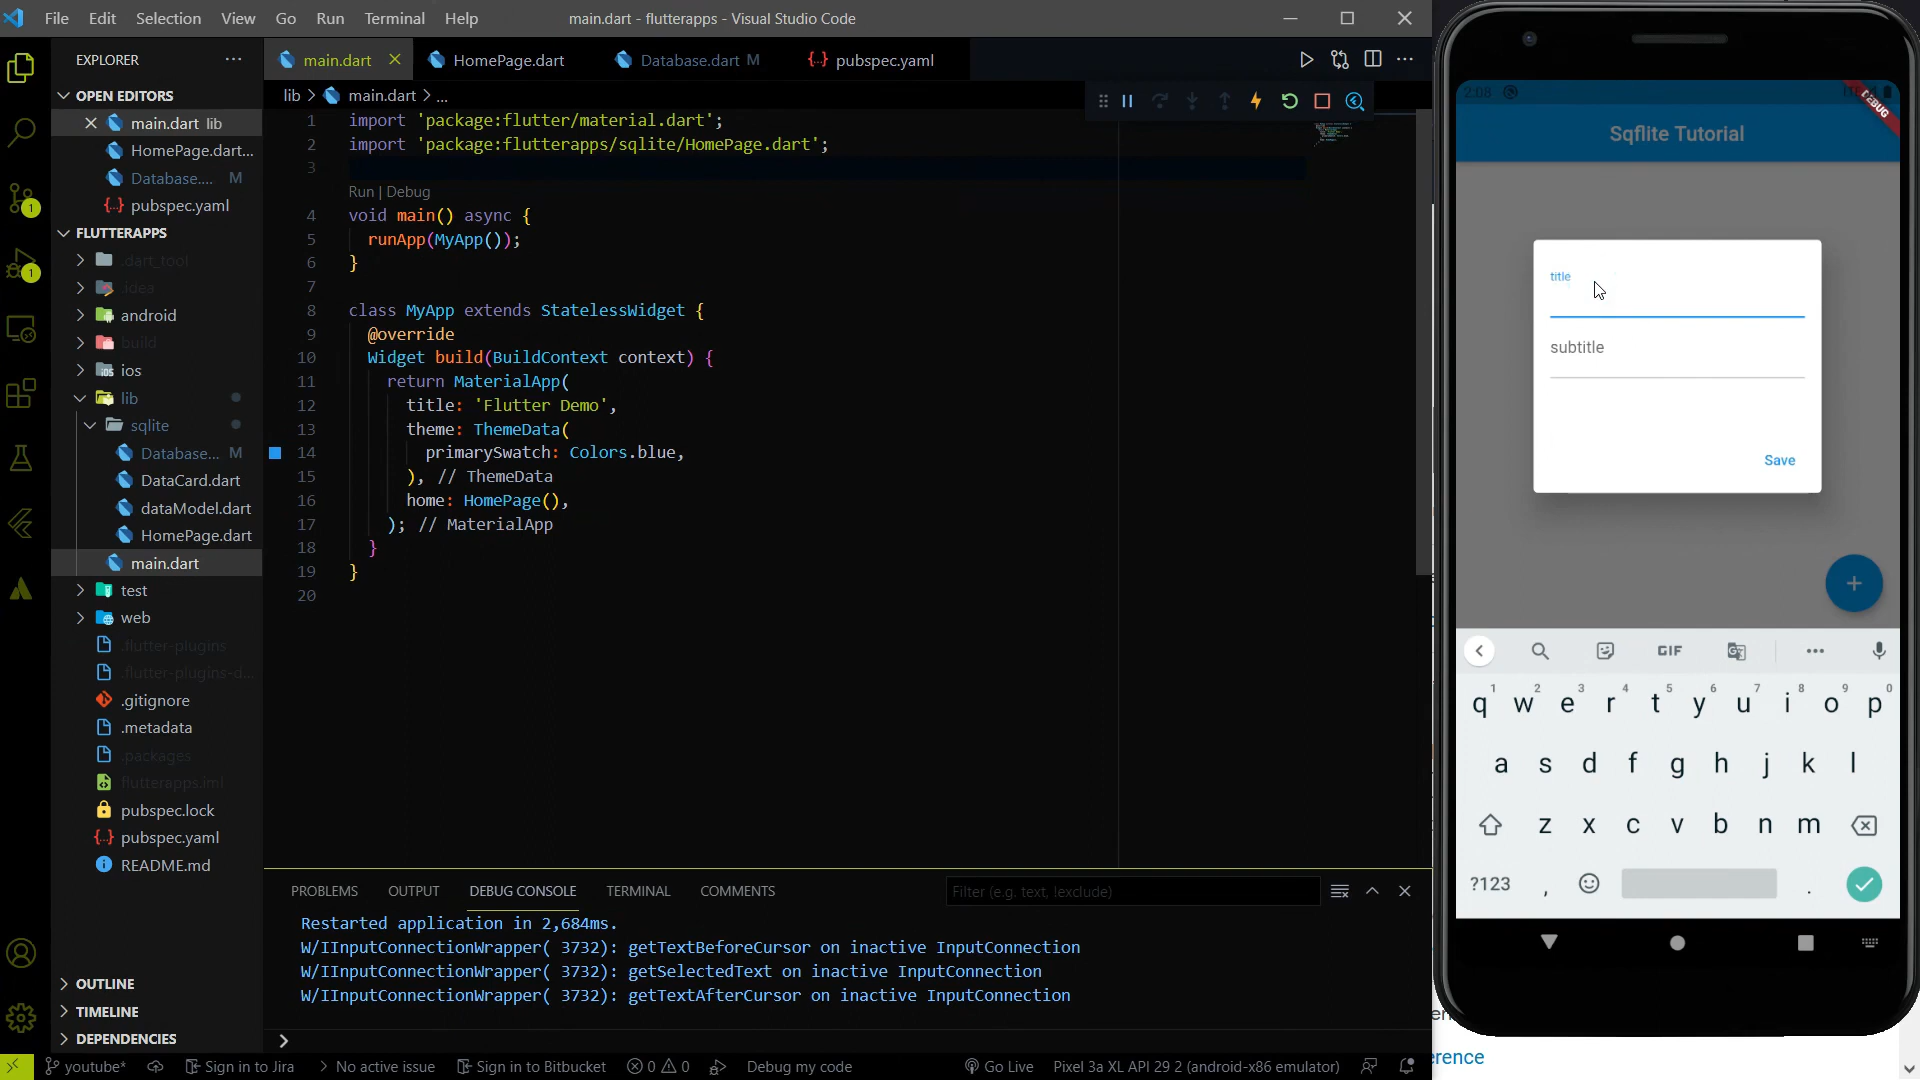 File Edit Selection View Go Run Terminal Help
main.dart - flutterapps - Visual Studio Code
EXPLORER
OPEN EDITORS
main.dart lib
HomePage.dart...
Database.... M
pubspec.yaml
FLUTTERAPPS
.dart_tool
.idea
android
build
ios
lib
sqlite
Database... M
DataCard.dart
dataModel.dart
HomePage.dart
main.dart
test
web
.flutter-plugins
.flutter-plugins-d...
.gitignore
.metadata
.packages
flutterapps.iml
pubspec.lock
pubspec.yaml
README.md
OUTLINE
TIMELINE
DEPENDENCIES
main.dart HomePage.dart Database.dart M pubspec.yaml
lib > main.dart > ...
1 import 'package:flutter/material.dart';
2 import 'package:flutterapps/sqlite/HomePage.dart';
3
Run | Debug
4 void main() async {
5 runApp(MyApp());
6 }
7
8 class MyApp extends StatelessWidget {
9 @override
10 Widget build(BuildContext context) {
11 return MaterialApp(
12 title: 'Flutter Demo',
13 theme: ThemeData(
14 primarySwatch: Colors.blue,
15 ), // ThemeData
16 home: HomePage(),
17 ); // MaterialApp
18 }
19 }
20
PROBLEMS OUTPUT DEBUG CONSOLE TERMINAL COMMENTS
Filter (e.g. text, !exclude)
Restarted application in 2,684ms.
W/IInputConnectionWrapper( 3732): getTextBeforeCursor on inactive InputConnection
W/IInputConnectionWrapper( 3732): getSelectedText on inactive InputConnection
W/IInputConnectionWrapper( 3732): getTextAfterCursor on inactive InputConnection
youtube* Sign in to Jira No active issue Sign in to Bitbucket 0 0 Debug my code Go Live Pixel 3a XL API 29 2 (android-x86 emulator)
1
1
2:08
DEBUG
Sqflite Tutorial
title
subtitle
Save
GIF
1 2 3 4 5 6 7 8 9 0
q w e r t y u i o p
a s d f g h j k l
z x c v b n m
?123 , .
erence